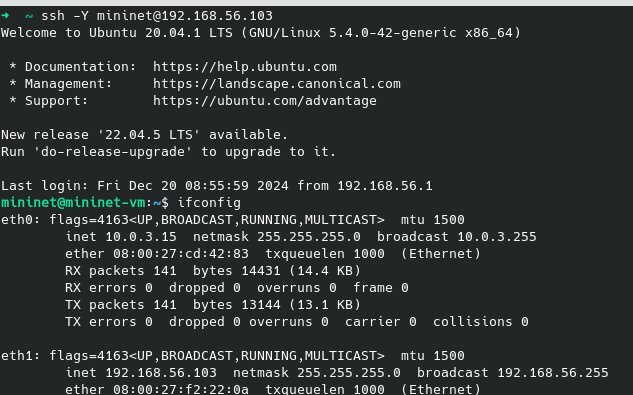 ➜  ~ ssh -Y mininet@192.168.56.103
Welcome to Ubuntu 20.04.1 LTS (GNU/Linux 5.4.0-42-generic x86_64)

 * Documentation:  https://help.ubuntu.com
 * Management:     https://landscape.canonical.com
 * Support:        https://ubuntu.com/advantage

New release '22.04.5 LTS' available.
Run 'do-release-upgrade' to upgrade to it.

Last login: Fri Dec 20 08:55:59 2024 from 192.168.56.1
mininet@mininet-vm:~$ ifconfig
eth0: flags=4163<UP,BROADCAST,RUNNING,MULTICAST>  mtu 1500
        inet 10.0.3.15  netmask 255.255.255.0  broadcast 10.0.3.255
        ether 08:00:27:cd:42:83  txqueuelen 1000  (Ethernet)
        RX packets 141  bytes 14431 (14.4 KB)
        RX errors 0  dropped 0  overruns 0  frame 0
        TX packets 141  bytes 13144 (13.1 KB)
        TX errors 0  dropped 0 overruns 0  carrier 0  collisions 0

eth1: flags=4163<UP,BROADCAST,RUNNING,MULTICAST>  mtu 1500
        inet 192.168.56.103  netmask 255.255.255.0  broadcast 192.168.56.255
        ether 08:00:27:f2:22:0a  txqueuelen 1000  (Ethernet)